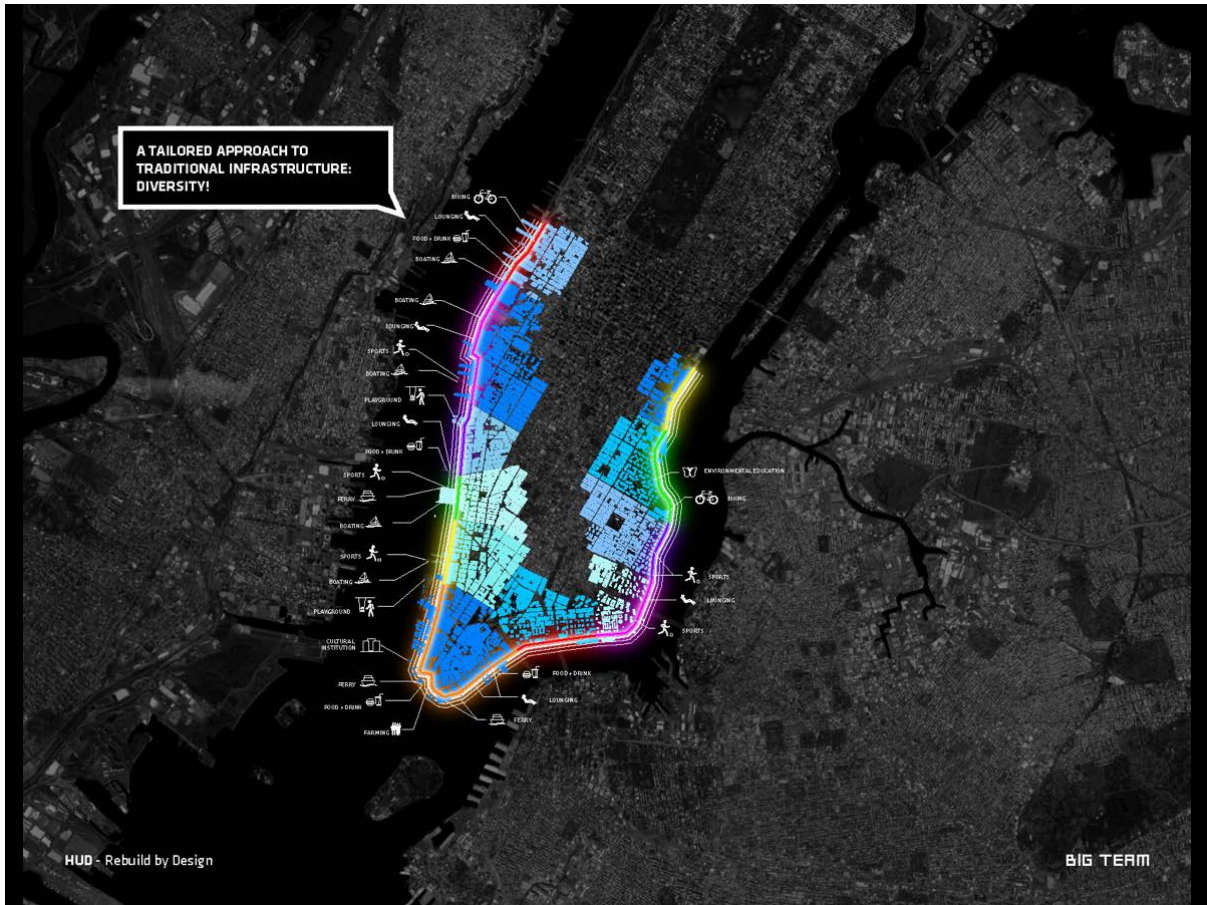 A TAILORED APPROACH TO
TRADITIONAL INFRASTRUCTURE:
DIVERSITY!
BIKING
LOUNGING
FOOD + DRINK
BOATING
BOATING
LOUNGING
SPORTS
BOATING
PLAYGROUND
LOUNGING
FOOD + DRINK
SPORTS
FERRY
BOATING
SPORTS
BOATING
PLAYGROUND
CULTURAL
INSTITUTION
FERRY
FOOD + DRINK
FARMING
ENVIRONMENTAL EDUCATION
BIKING
SPORTS
LOUNGING
SPORTS
FOOD + DRINK
LOUNGING
FERRY
HUD - Rebuild by Design
BIG TEAM